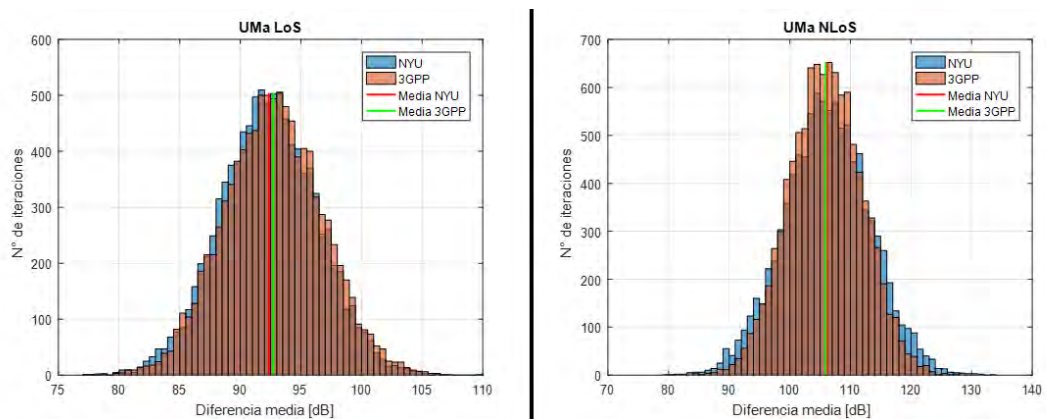 UMa LoS
600
500
400
300
200
100
0
N° de iteraciones
75 80 85 90 95 100 105 110
Diferencia media [dB]
NYU
3GPP
Media NYU
Media 3GPP
UMa NLoS
700
600
500
400
300
200
100
0
N° de iteraciones
70 80 90 100 110 120 130 140
Diferencia media [dB]
NYU
3GPP
Media NYU
Media 3GPP